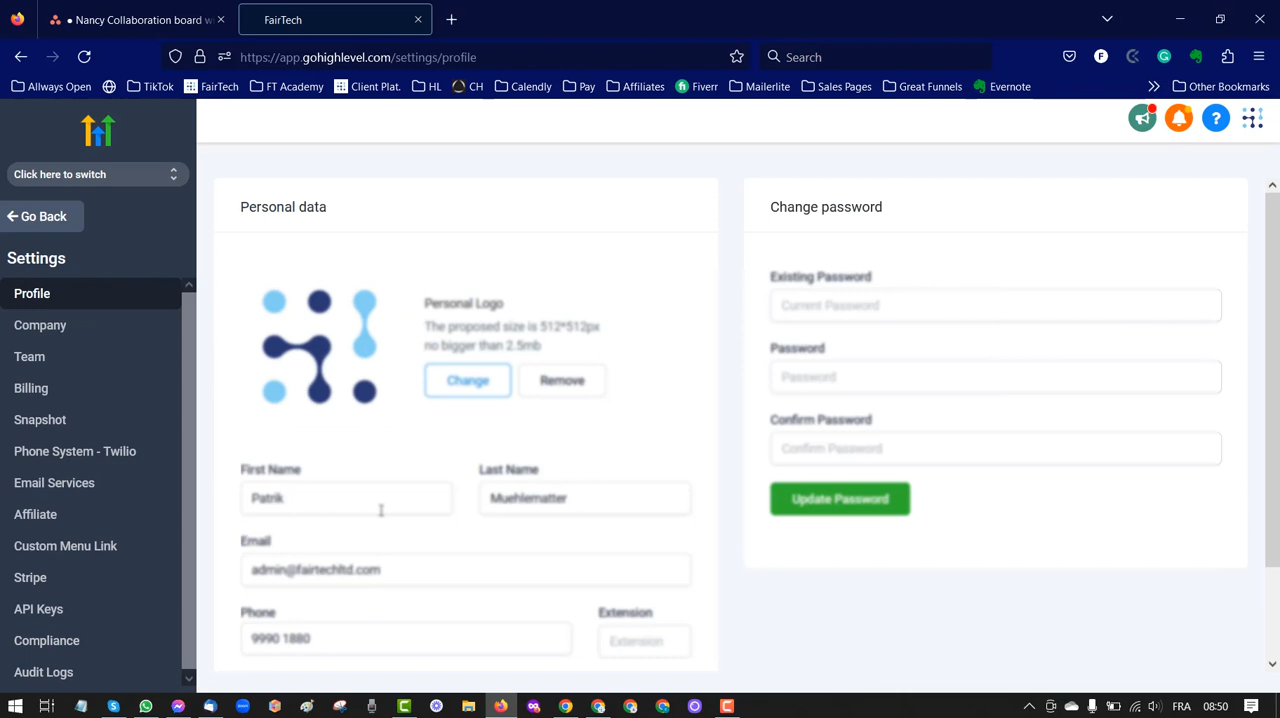 ● Nancy Collaboration board w
FairTech
https://app.gohighlevel.com/settings/profile
Search
Allways Open
TikTok
FairTech
FT Academy
Client Plat.
HL
CH
Calendly
Pay
Affiliates
Fiverr
Mailerlite
Sales Pages
Great Funnels
Evernote
Other Bookmarks
Click here to switch
Go Back
Settings
Profile
Company
Team
Billing
Snapshot
Phone System - Twilio
Email Services
Affiliate
Custom Menu Link
Stripe
API Keys
Compliance
Audit Logs
Personal data
Personal Logo
The proposed size is 512*512px
no bigger than 2.5mb
Change
Remove
First Name
Last Name
Patrik
Muehlematter
Email
admin@fairtechltd.com
Phone
Extension
9990 1880
Extension
Change password
Existing Password
Current Password
Password
Password
Confirm Password
Confirm Password
Update Password
FRA
08:50